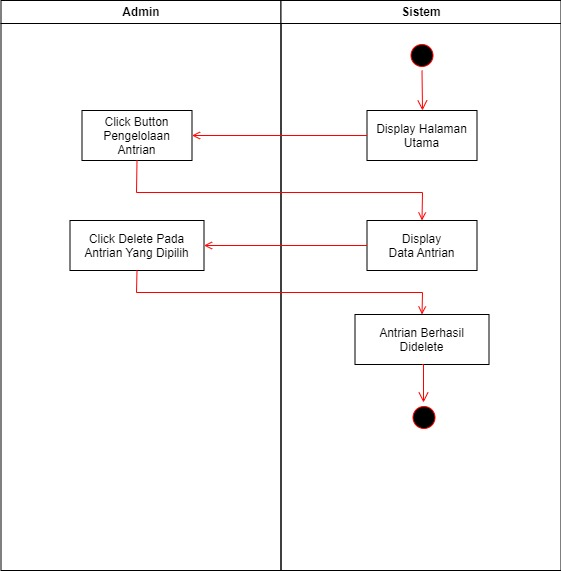 Admin
Sistem
Display Halaman
Utama
Click Button
Pengelolaan
Antrian
Display
Data Antrian
Click Delete Pada
Antrian Yang Dipilih
Antrian Berhasil
Didelete